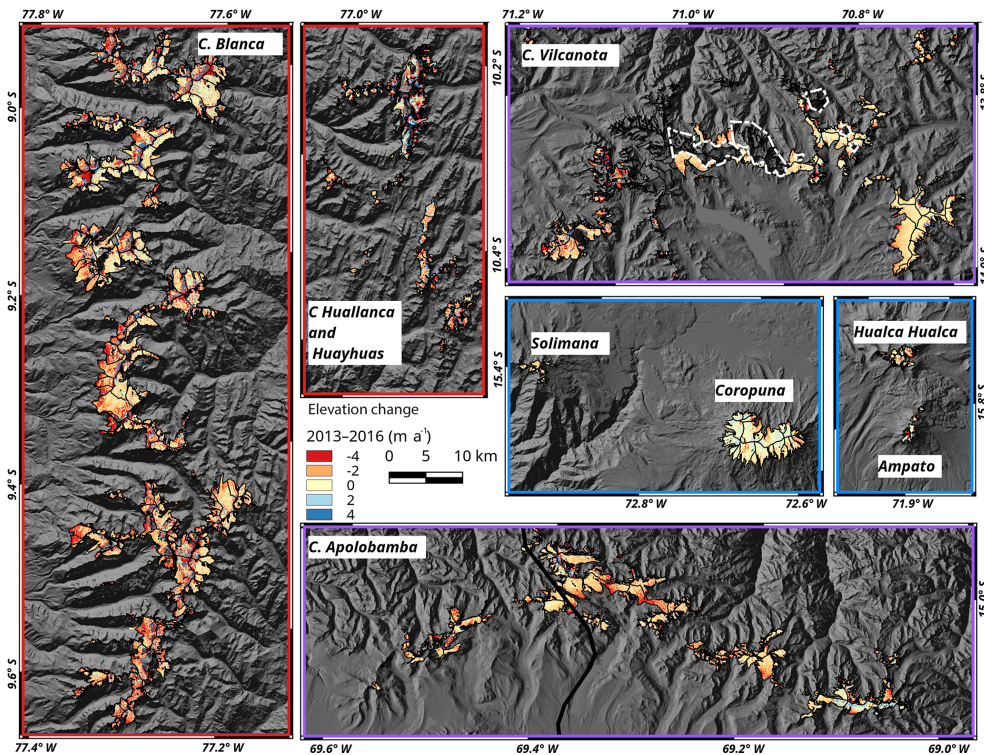 77.8° W
77.6° W
77.0° W
71.2° W
71.0° W
70.8° W
C. Blanca
C. Vilcanota
10.2° S
9.0° S
10.4° S
9.2° S
C Huallanca
and
Huayhuas
Solimana
Hualca Hualca
15.4° S
Coropuna
15.8° S
Ampato
Elevation change
2013–2016 (m a⁻¹)
-4
-2
0
2
4
0 5 10 km
9.4° S
72.8° W
72.6° W
71.9° W
C. Apolobamba
15.0° S
9.6° S
77.4° W
77.2° W
69.6° W
69.4° W
69.2° W
69.0° W